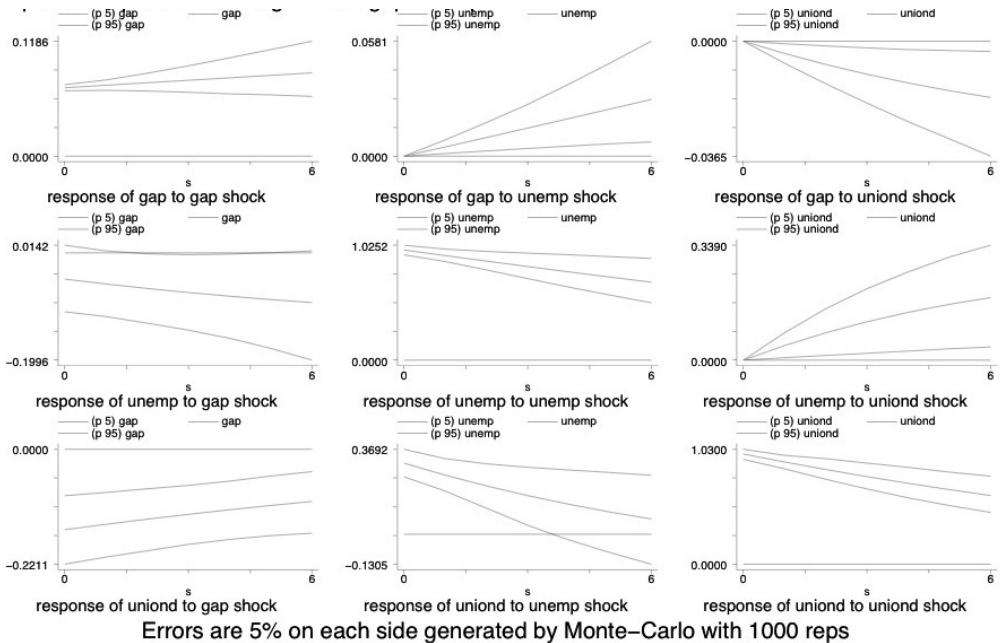 (p 5) gap gap (p 5) unemp unemp (p 5) uniond uniond
(p 95) gap (p 95) unemp (p 95) uniond
0.1186 0.0581 0.0000
0.0000 0.0000 −0.0365
0 6 0 6 0 6
s s s
response of gap to gap shock response of gap to unemp shock response of gap to uniond shock
(p 5) gap gap (p 5) unemp unemp (p 5) uniond uniond
(p 95) gap (p 95) unemp (p 95) uniond
0.0142 1.0252 0.3390
−0.1996 0.0000 0.0000
0 6 0 6 0 6
s s s
response of unemp to gap shock response of unemp to unemp shock response of unemp to uniond shock
(p 5) gap gap (p 5) unemp unemp (p 5) uniond uniond
(p 95) gap (p 95) unemp (p 95) uniond
0.0000 0.3692 1.0300
−0.2211 −0.1305 0.0000
0 6 0 6 0 6
s s s
response of uniond to gap shock response of uniond to unemp shock response of uniond to uniond shock
Errors are 5% on each side generated by Monte−Carlo with 1000 reps